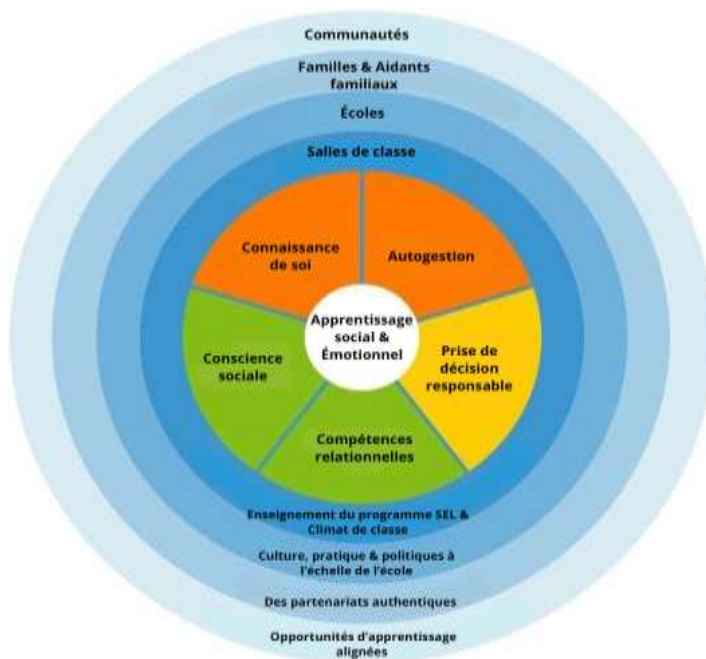 Communautés
Familles & Aidants
familiaux
Écoles
Salles de classe
Connaissance
de soi
Autogestion
Apprentissage
social &
Émotionnel
Conscience
sociale
Prise de
décision
responsable
Compétences
relationnelles
Enseignement du programme SEL &
Climat de classe
Culture, pratique & politiques à
l'échelle de l'école
Des partenariats authentiques
Opportunités d'apprentissage
alignées